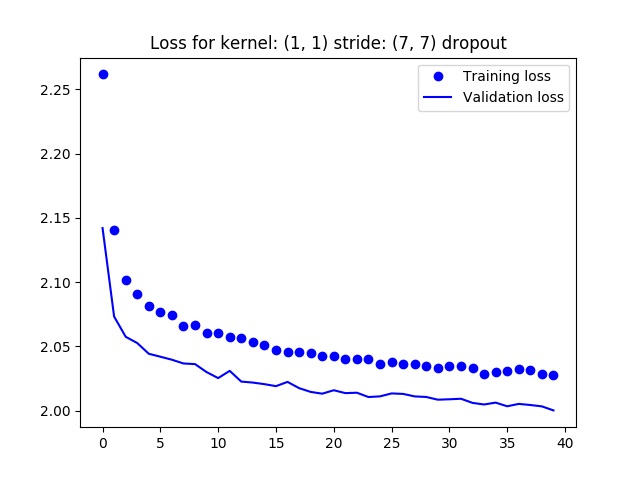 Loss for kernel: (1, 1) stride: (7, 7) dropout
Training loss
Validation loss
2.25
2.20
2.15
2.10
2.05
2.00
0 5 10 15 20 25 30 35 40